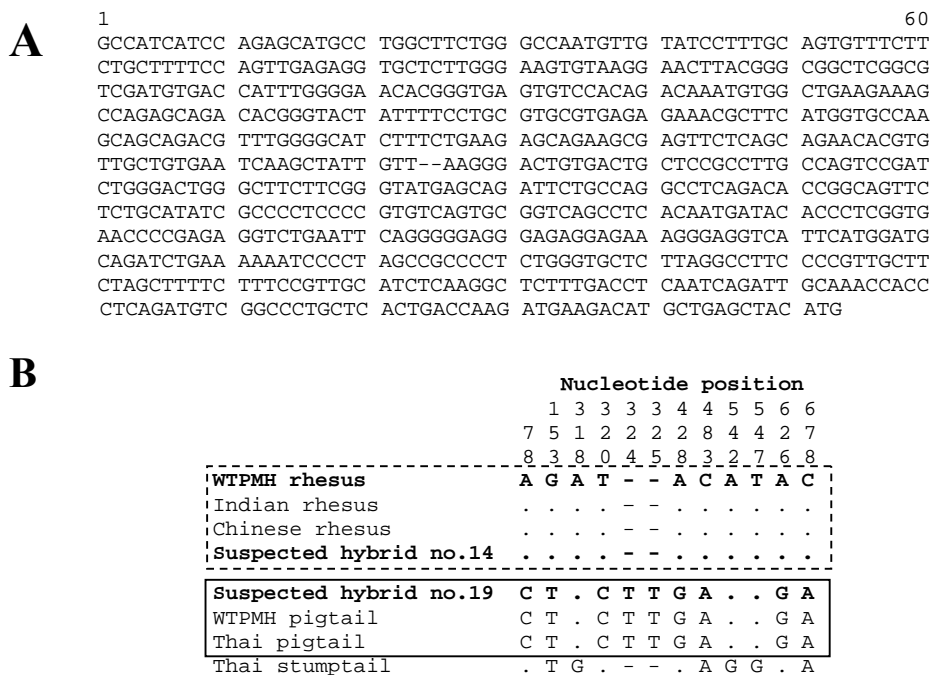 A
1 60
GCCATCATCC AGAGCATGCC TGGCTTCTGG GCCAATGTTG TATCCTTTGC AGTGTTTCTT
CTGCTTTTCC AGTTGAGAGG TGCTCTTGGG AAGTGTAAGG AACTTACGGG CGGCTCGGCG
TCGATGTGAC CATTTGGGGA ACACGGGTGA GTGTCCACAG ACAAATGTGG CTGAAGAAAG
CCAGAGCAGA CACGGGTACT ATTTTCCTGC GTGCGTGAGA GAAACGCTTC ATGGTGCCAA
GCAGCAGACG TTTGGGGCAT CTTTCTGAAG AGCAGAAGCG AGTTCTCAGC AGAACACGTG
TTGCTGTGAA TCAAGCTATT GTT--AAGGG ACTGTGACTG CTCCGCCTTG CCAGTCCGAT
CTGGGACTGG GCTTCTTCGG GTATGAGCAG ATTCTGCCAG GCCTCAGACA CCGGCAGTTC
TCTGCATATC GCCCCTCCCC GTGTCAGTGC GGTCAGCCTC ACAATGATAC ACCCTCGGTG
AACCCCGAGA GGTCTGAATT CAGGGGGAGG GAGAGGAGAA AGGGAGGTCA TTCATGGATG
CAGATCTGAA AAAATCCCCT AGCCGCCCCT CTGGGTGCTC TTAGGCCTTC CCCGTTGCTT
CTAGCTTTTC TTTCCGTTGC ATCTCAAGGC TCTTTGACCT CAATCAGATT GCAAACCACC
CTCAGATGTC GGCCCTGCTC ACTGACCAAG ATGAAGACAT GCTGAGCTAC ATG
B
Nucleotide position
1 3 3 3 3 4 4 5 5 6 6
7 5 1 2 2 2 2 8 4 4 2 7
8 3 8 0 4 5 8 3 2 7 6 8
WTPMH rhesus A G A T - - A C A T A C
Indian rhesus . . . . - - . . . . . .
Chinese rhesus . . . . - - . . . . . .
Suspected hybrid no.14 . . . . - - . . . . . .
Suspected hybrid no.19 C T . C T T G A . . G A
WTPMH pigtail C T . C T T G A . . G A
Thai pigtail C T . C T T G A . . G A
Thai stumptail . T G . - - . A G G . A